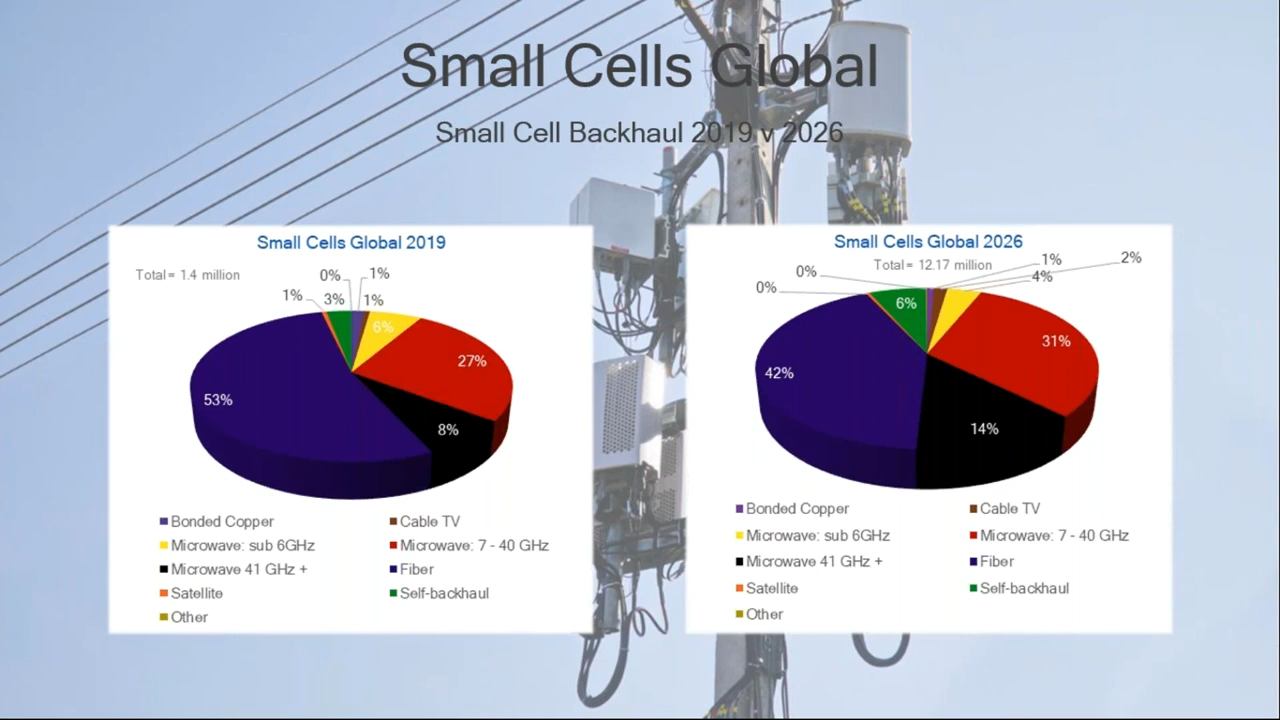 Small Cells Global
Small Cell Backhaul 2019 v 2026
Small Cells Global 2019
Total = 1.4 million
0%
1%
1%
3%
1%
6%
27%
53%
8%
Bonded Copper
Cable TV
Microwave: sub 6GHz
Microwave: 7 - 40 GHz
Microwave 41 GHz +
Fiber
Satellite
Self-backhaul
Other
Small Cells Global 2026
Total = 12.17 million
0%
1%
2%
0%
4%
6%
31%
42%
14%
Bonded Copper
Cable TV
Microwave: sub 6GHz
Microwave: 7 - 40 GHz
Microwave 41 GHz +
Fiber
Satellite
Self-backhaul
Other